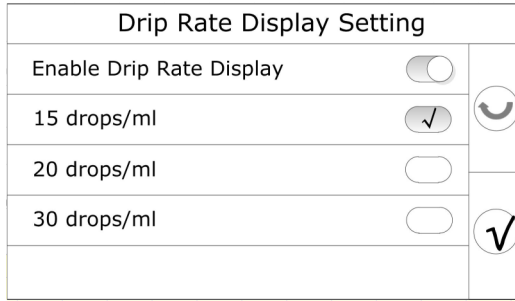 Drip Rate Display Setting
Enable Drip Rate Display
15 drops/ml
20 drops/ml
30 drops/ml